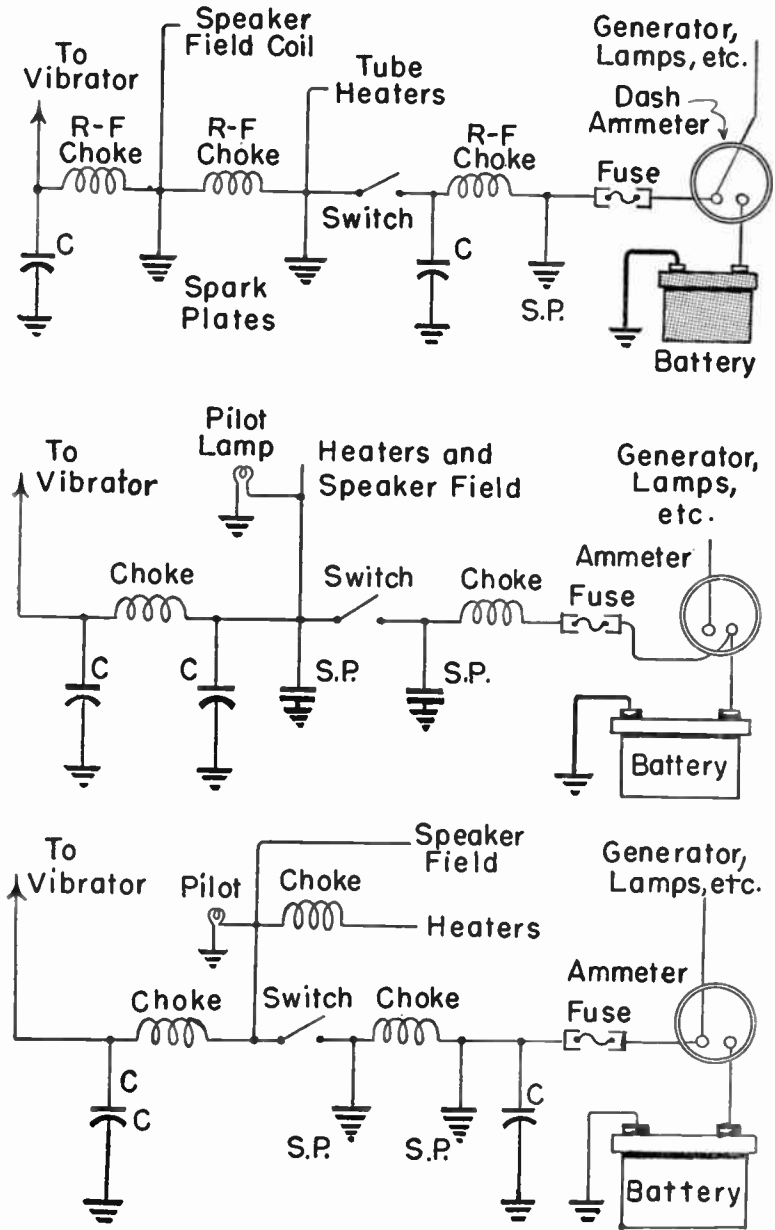 Speaker
Field Coil
To
Vibrator
Tube
Heaters
Generator,
Lamps, etc.
Dash
Ammeter
R-F
Choke
R-F
Choke
R-F
Choke
Fuse
Switch
C
C
Spark
Plates
S.P.
Battery
Pilot
Lamp
To
Vibrator
Heaters and
Speaker Field
Generator,
Lamps,
etc.
Ammeter
Choke
Switch
Choke
Fuse
C
C
S.P.
S.P.
Battery
To
Vibrator
Speaker
Field
Pilot
Choke
Heaters
Generator,
Lamps, etc.
Ammeter
Choke
Switch
Choke
Fuse
C
C
C
S.P.
S.P.
Battery